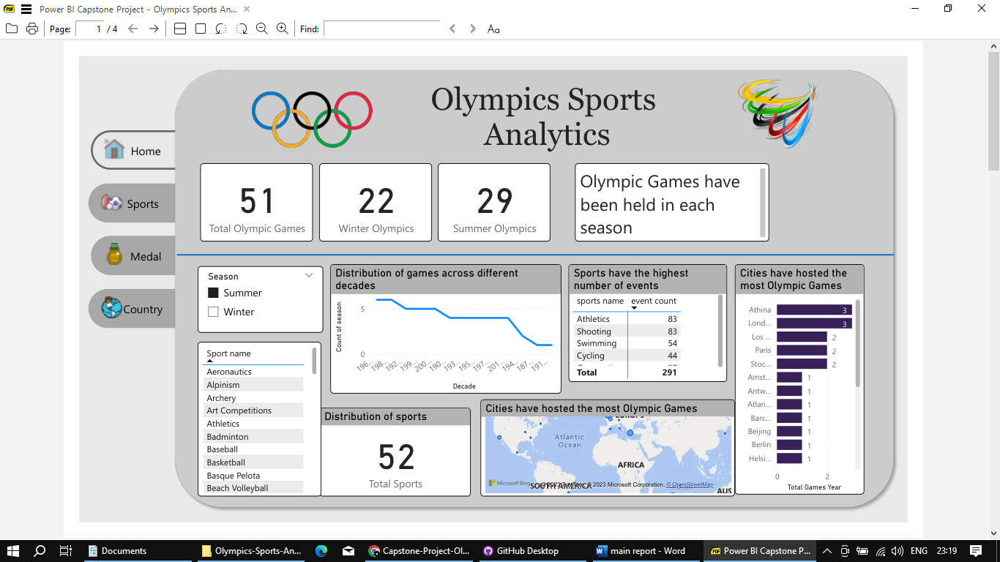 Power BI Capstone Project - Olympics Sports An...
Page: 1 / 4 Find:
Olympics Sports
Analytics
Home
Sports
Medal
Country
51
Total Olympic Games
22
Winter Olympics
29
Summer Olympics
Olympic Games have
been held in each
season
Season
Summer
Winter
Sport name
Aeronautics
Alpinism
Archery
Art Competitions
Athletics
Badminton
Baseball
Basketball
Basque Pelota
Beach Volleyball
Distribution of games across different
decades
Count of season
5
0
196... 198... 192... 199... 200... 190... 193... 195... 197... 201... 194... 187... 191...
Decade
Distribution of sports
52
Total Sports
Sports have the highest
number of events
sports name event count
Athletics 83
Shooting 83
Swimming 54
Cycling 44
Total 291
Cities have hosted the most Olympic Games
Atlantic
Ocean
EUROPE
AFRICA
SOUTH AMERICA
AUS
Microsoft Bing
© 2023 TomTom, © 2023 Microsoft Corporation, © OpenStreetMap
Cities have hosted the
most Olympic Games
Athina 3
Lond... 3
Los ... 2
Paris 2
Stoc... 2
Amst... 1
Antw... 1
Atlan... 1
Barc... 1
Beijing 1
Berlin 1
Helsi... 1
0 2
Total Games Year
Documents
Olympics-Sports-An...
Capstone-Project-Ol...
GitHub Desktop
main report - Word
Power BI Capstone P...
ENG
23:19